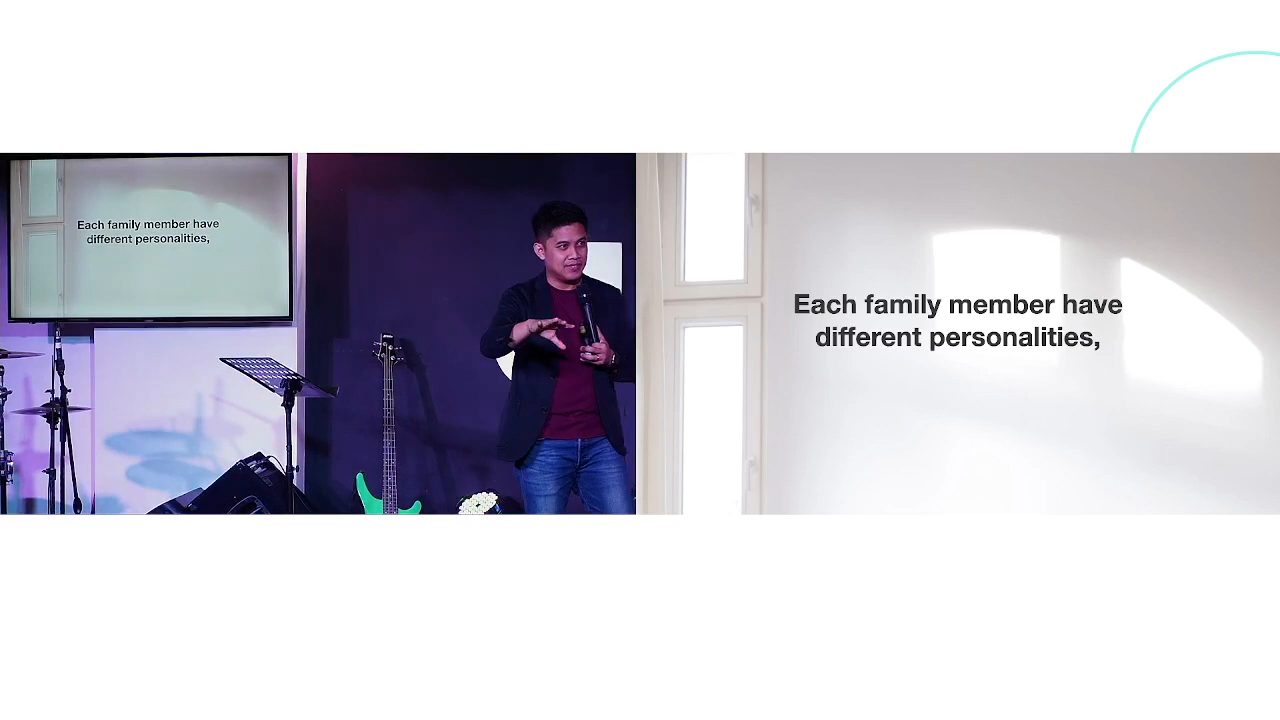 Each family member have
different personalities,
Each family member have
different personalities,